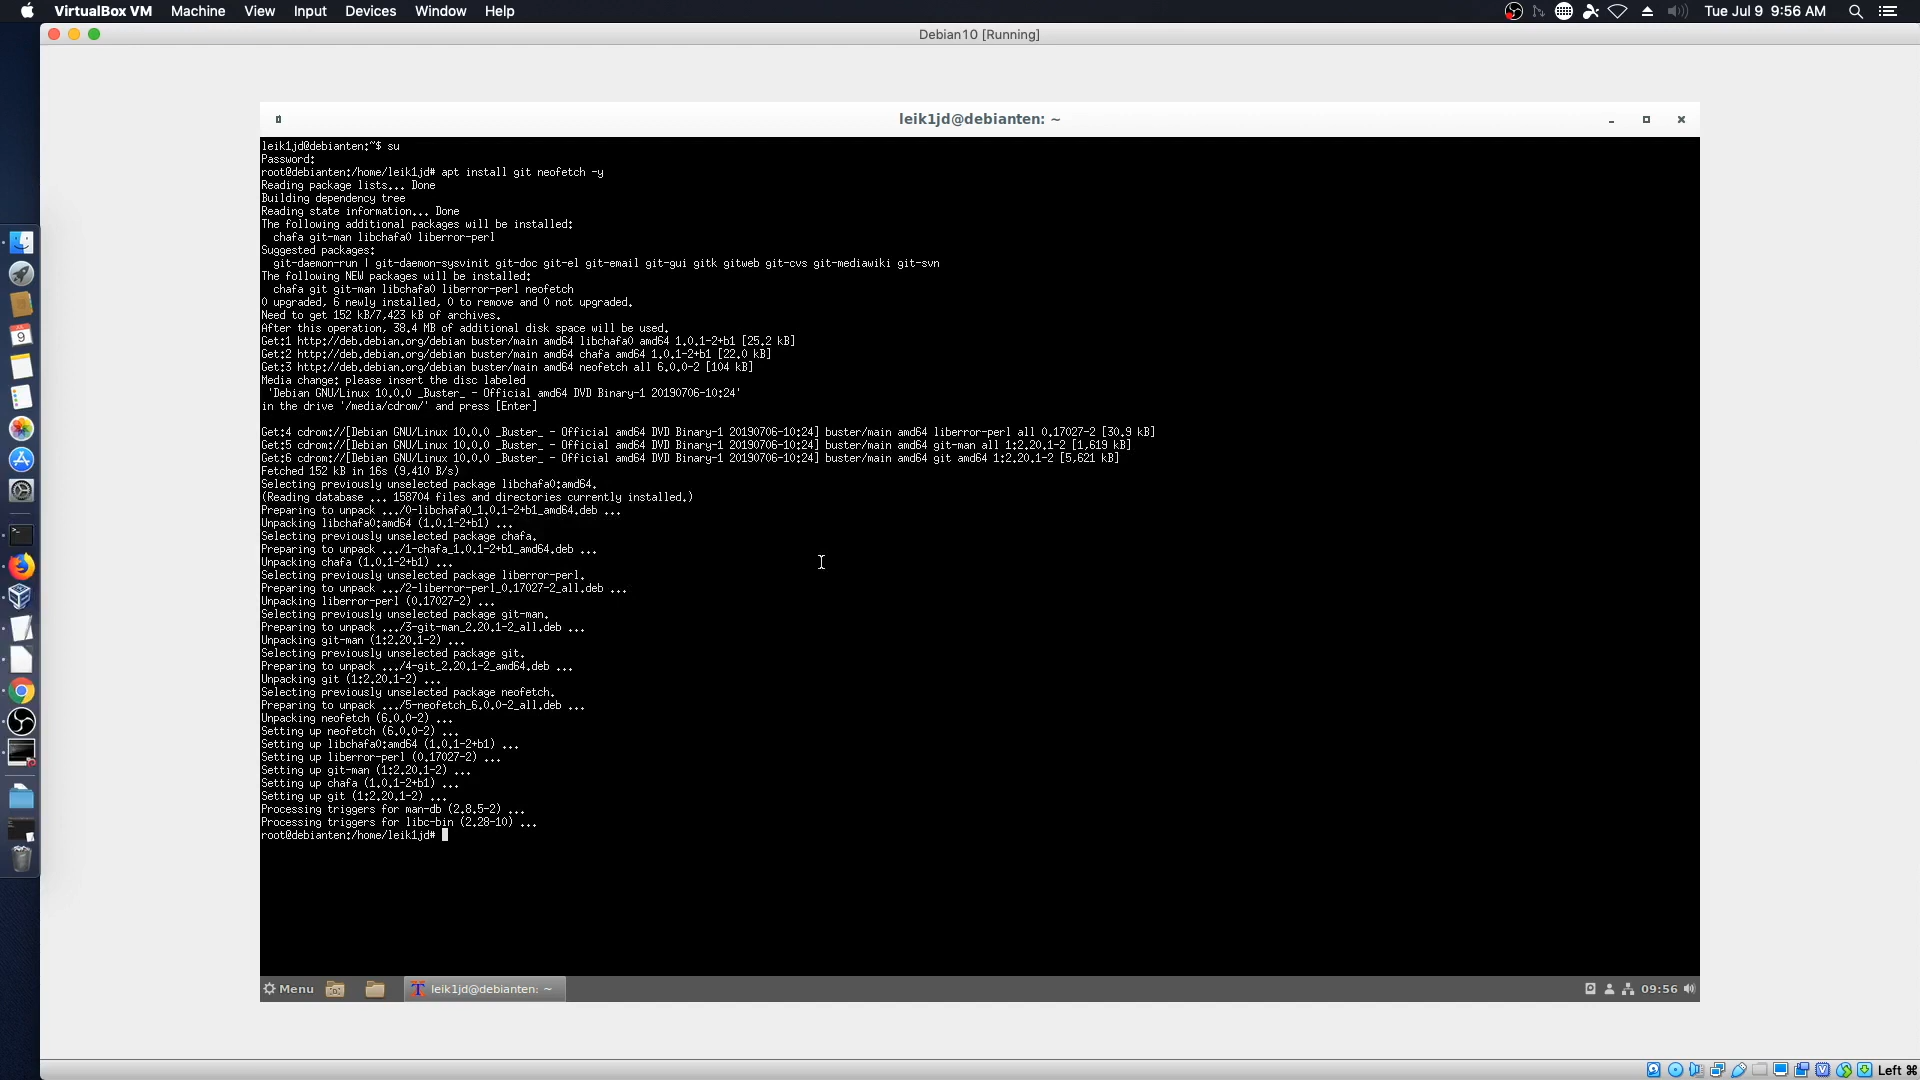 VirtualBox VM Machine View Input Devices Window Help Tue Jul 9 9:56 AM
Debian10 [Running]
leik1jd@debianten: ~
leik1jd@debianten:~$ su
Password:
root@debianten:/home/leik1jd# apt install git neofetch -y
Reading package lists... Done
Building dependency tree
Reading state information... Done
The following additional packages will be installed:
chafa git-man libchafa0 liberror-perl
Suggested packages:
git-daemon-run | git-daemon-sysvinit git-doc git-el git-email git-gui gitk gitweb git-cvs git-mediawiki git-svn
The following NEW packages will be installed:
chafa git git-man libchafa0 liberror-perl neofetch
0 upgraded, 6 newly installed, 0 to remove and 0 not upgraded.
Need to get 152 kB/7,423 kB of archives.
After this operation, 38.4 MB of additional disk space will be used.
Get:1 http://deb.debian.org/debian buster/main amd64 libchafa0 amd64 1.0.1-2+b1 [25.2 kB]
Get:2 http://deb.debian.org/debian buster/main amd64 chafa amd64 1.0.1-2+b1 [22.0 kB]
Get:3 http://deb.debian.org/debian buster/main amd64 neofetch all 6.0.0-2 [104 kB]
Media change: please insert the disc labeled
'Debian GNU/Linux 10.0.0 _Buster_ - Official amd64 DVD Binary-1 20190706-10:24'
in the drive '/media/cdrom/' and press [Enter]
Get:4 cdrom://[Debian GNU/Linux 10.0.0 _Buster_ - Official amd64 DVD Binary-1 20190706-10:24] buster/main amd64 liberror-perl all 0.17027-2 [30.9 kB]
Get:5 cdrom://[Debian GNU/Linux 10.0.0 _Buster_ - Official amd64 DVD Binary-1 20190706-10:24] buster/main amd64 git-man all 1:2.20.1-2 [1,619 kB]
Get:6 cdrom://[Debian GNU/Linux 10.0.0 _Buster_ - Official amd64 DVD Binary-1 20190706-10:24] buster/main amd64 git amd64 1:2.20.1-2 [5,621 kB]
Fetched 152 kB in 16s (9,410 B/s)
Selecting previously unselected package libchafa0:amd64.
(Reading database ... 158704 files and directories currently installed.)
Preparing to unpack .../0-libchafa0_1.0.1-2+b1_amd64.deb ...
Unpacking libchafa0:amd64 (1.0.1-2+b1) ...
Selecting previously unselected package chafa.
Preparing to unpack .../1-chafa_1.0.1-2+b1_amd64.deb ...
Unpacking chafa (1.0.1-2+b1) ...
Selecting previously unselected package liberror-perl.
Preparing to unpack .../2-liberror-perl_0.17027-2_all.deb ...
Unpacking liberror-perl (0.17027-2) ...
Selecting previously unselected package git-man.
Preparing to unpack .../3-git-man_2.20.1-2_all.deb ...
Unpacking git-man (1:2.20.1-2) ...
Selecting previously unselected package git.
Preparing to unpack .../4-git_2.20.1-2_amd64.deb ...
Unpacking git (1:2.20.1-2) ...
Selecting previously unselected package neofetch.
Preparing to unpack .../5-neofetch_6.0.0-2_all.deb ...
Unpacking neofetch (6.0.0-2) ...
Setting up neofetch (6.0.0-2) ...
Setting up libchafa0:amd64 (1.0.1-2+b1) ...
Setting up liberror-perl (0.17027-2) ...
Setting up git-man (1:2.20.1-2) ...
Setting up chafa (1.0.1-2+b1) ...
Setting up git (1:2.20.1-2) ...
Processing triggers for man-db (2.8.5-2) ...
Processing triggers for libc-bin (2.28-10) ...
root@debianten:/home/leik1jd#
Menu leik1jd@debianten: ~ 09:56
Left ⌘